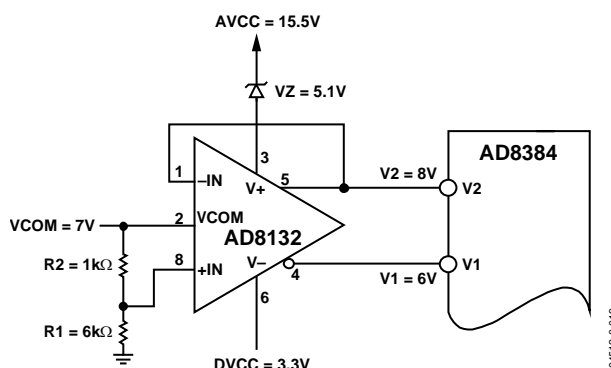 AVCC = 15.5V
VZ = 5.1V
AD8384
1
–IN
3
V+
5
V2 = 8V
V2
VCOM = 7V
2
VCOM
AD8132
R2 = 1kΩ
8
+IN
V–
4
V1 = 6V
V1
6
R1 = 6kΩ
DVCC = 3.3V